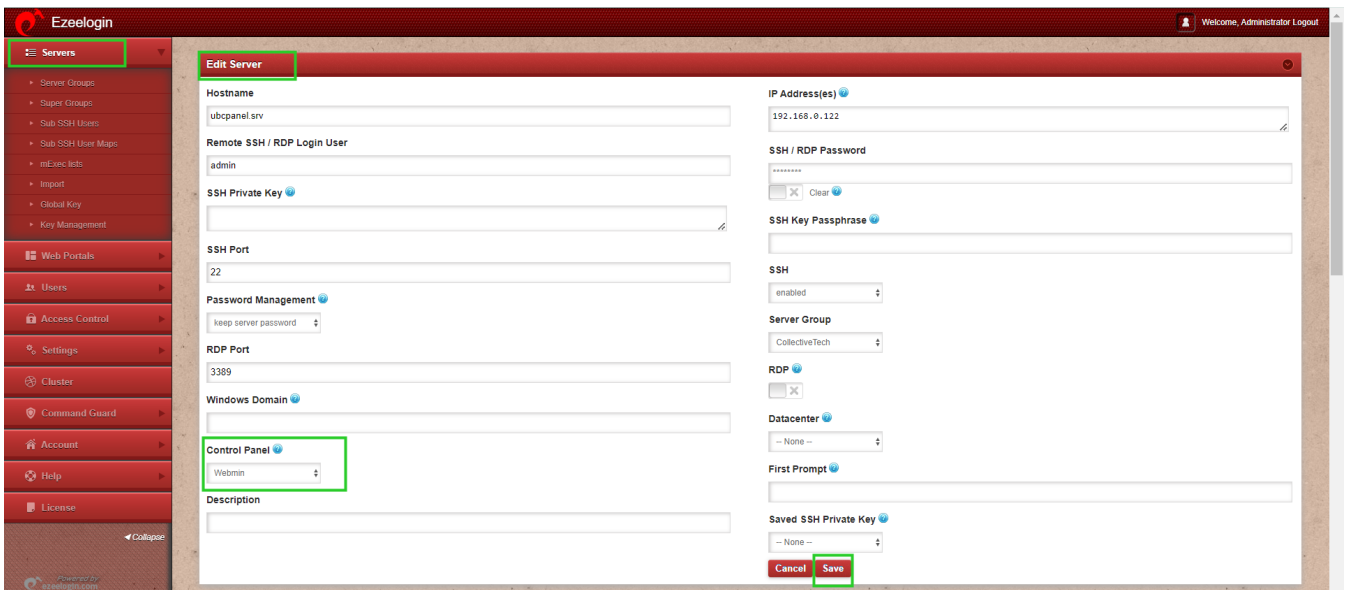 Ezeelogin
Welcome, Administrator Logout
Servers
Server Groups
Super Groups
Sub SSH Users
Sub SSH User Maps
mExec lists
Import
Global Key
Key Management
Web Portals
Users
Access Control
Settings
Cluster
Command Guard
Account
Help
License
Collapse
Powered by
ezeelogin.com
Edit Server
Hostname
ubcpanel.srv
Remote SSH / RDP Login User
admin
SSH Private Key
SSH Port
22
Password Management
keep server password
RDP Port
3389
Windows Domain
Control Panel
Webmin
Description
IP Address(es)
192.168.0.122
SSH / RDP Password
********
Clear
SSH Key Passphrase
SSH
enabled
Server Group
CollectiveTech
RDP
Datacenter
-- None --
First Prompt
Saved SSH Private Key
-- None --
Cancel Save